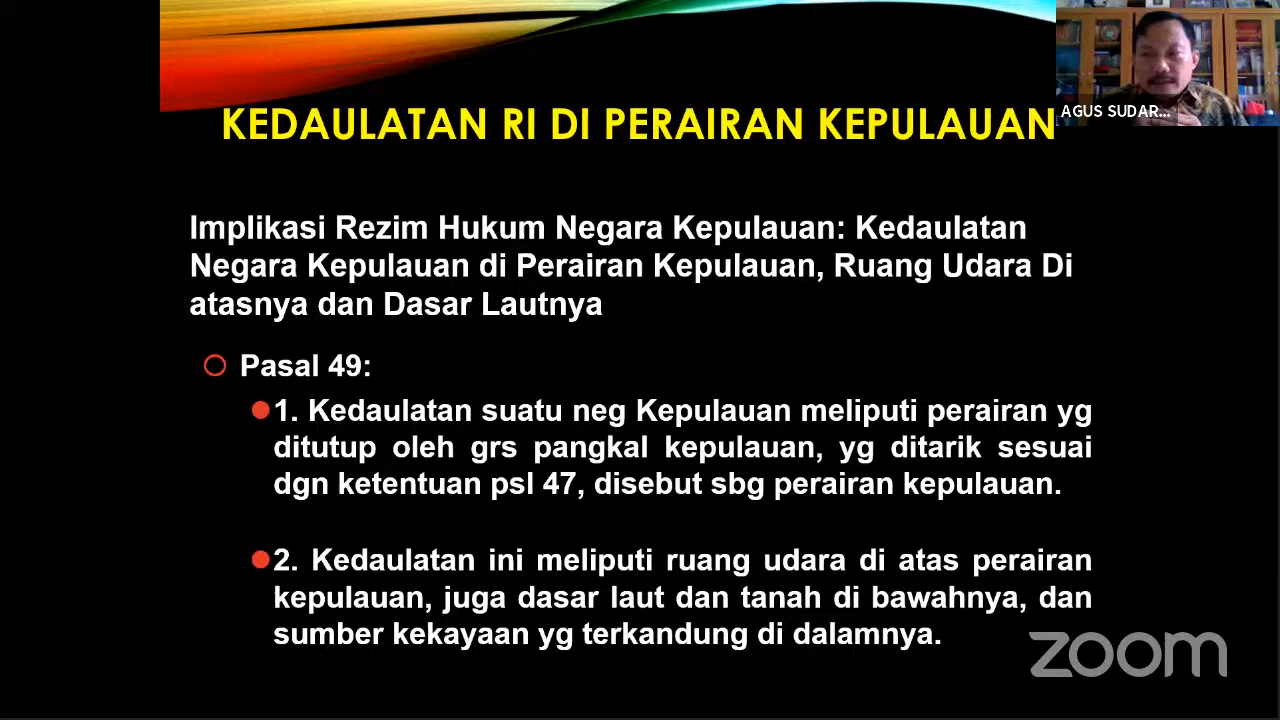 KEDAULATAN RI DI PERAIRAN KEPULAUAN
AGUS SUDAR...
Implikasi Rezim Hukum Negara Kepulauan: Kedaulatan
Negara Kepulauan di Perairan Kepulauan, Ruang Udara Di
atasnya dan Dasar Lautnya
Pasal 49:
1. Kedaulatan suatu neg Kepulauan meliputi perairan yg
ditutup oleh grs pangkal kepulauan, yg ditarik sesuai
dgn ketentuan psl 47, disebut sbg perairan kepulauan.
2. Kedaulatan ini meliputi ruang udara di atas perairan
kepulauan, juga dasar laut dan tanah di bawahnya, dan
sumber kekayaan yg terkandung di dalamnya.
zoom